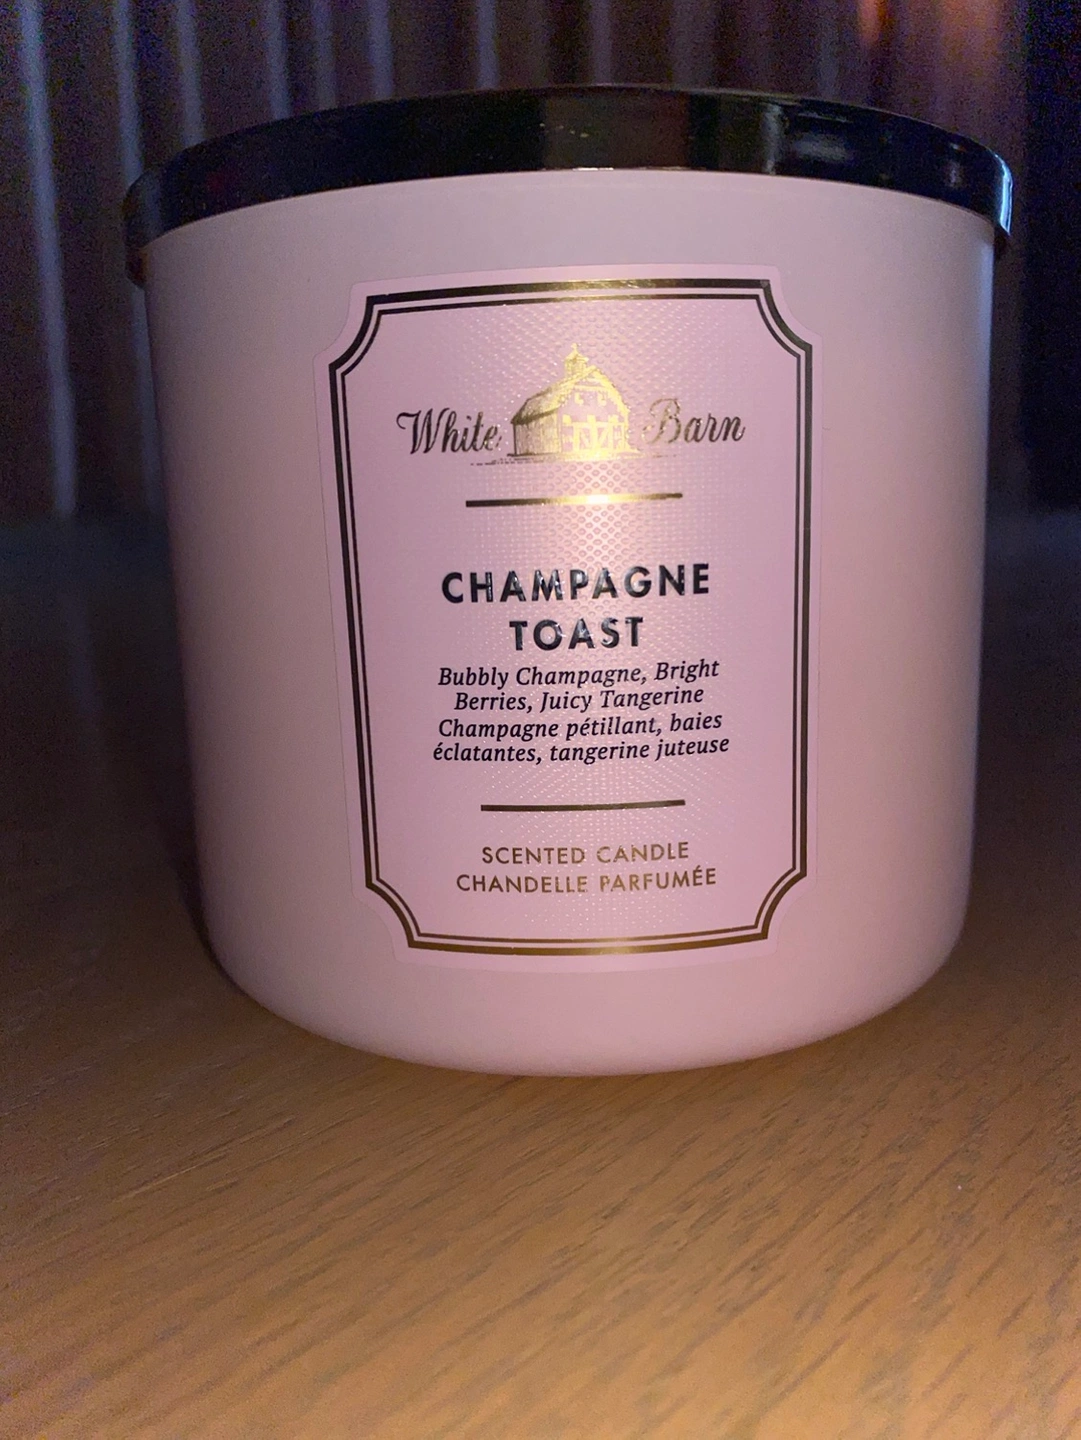 White Barn
CHAMPAGNE
TOAST
Bubbly Champagne, Bright
Berries, Juicy Tangerine
Champagne pétillant, baies
éclatantes, tangerine juteuse
SCENTED CANDLE
CHANDELLE PARFUMÉE